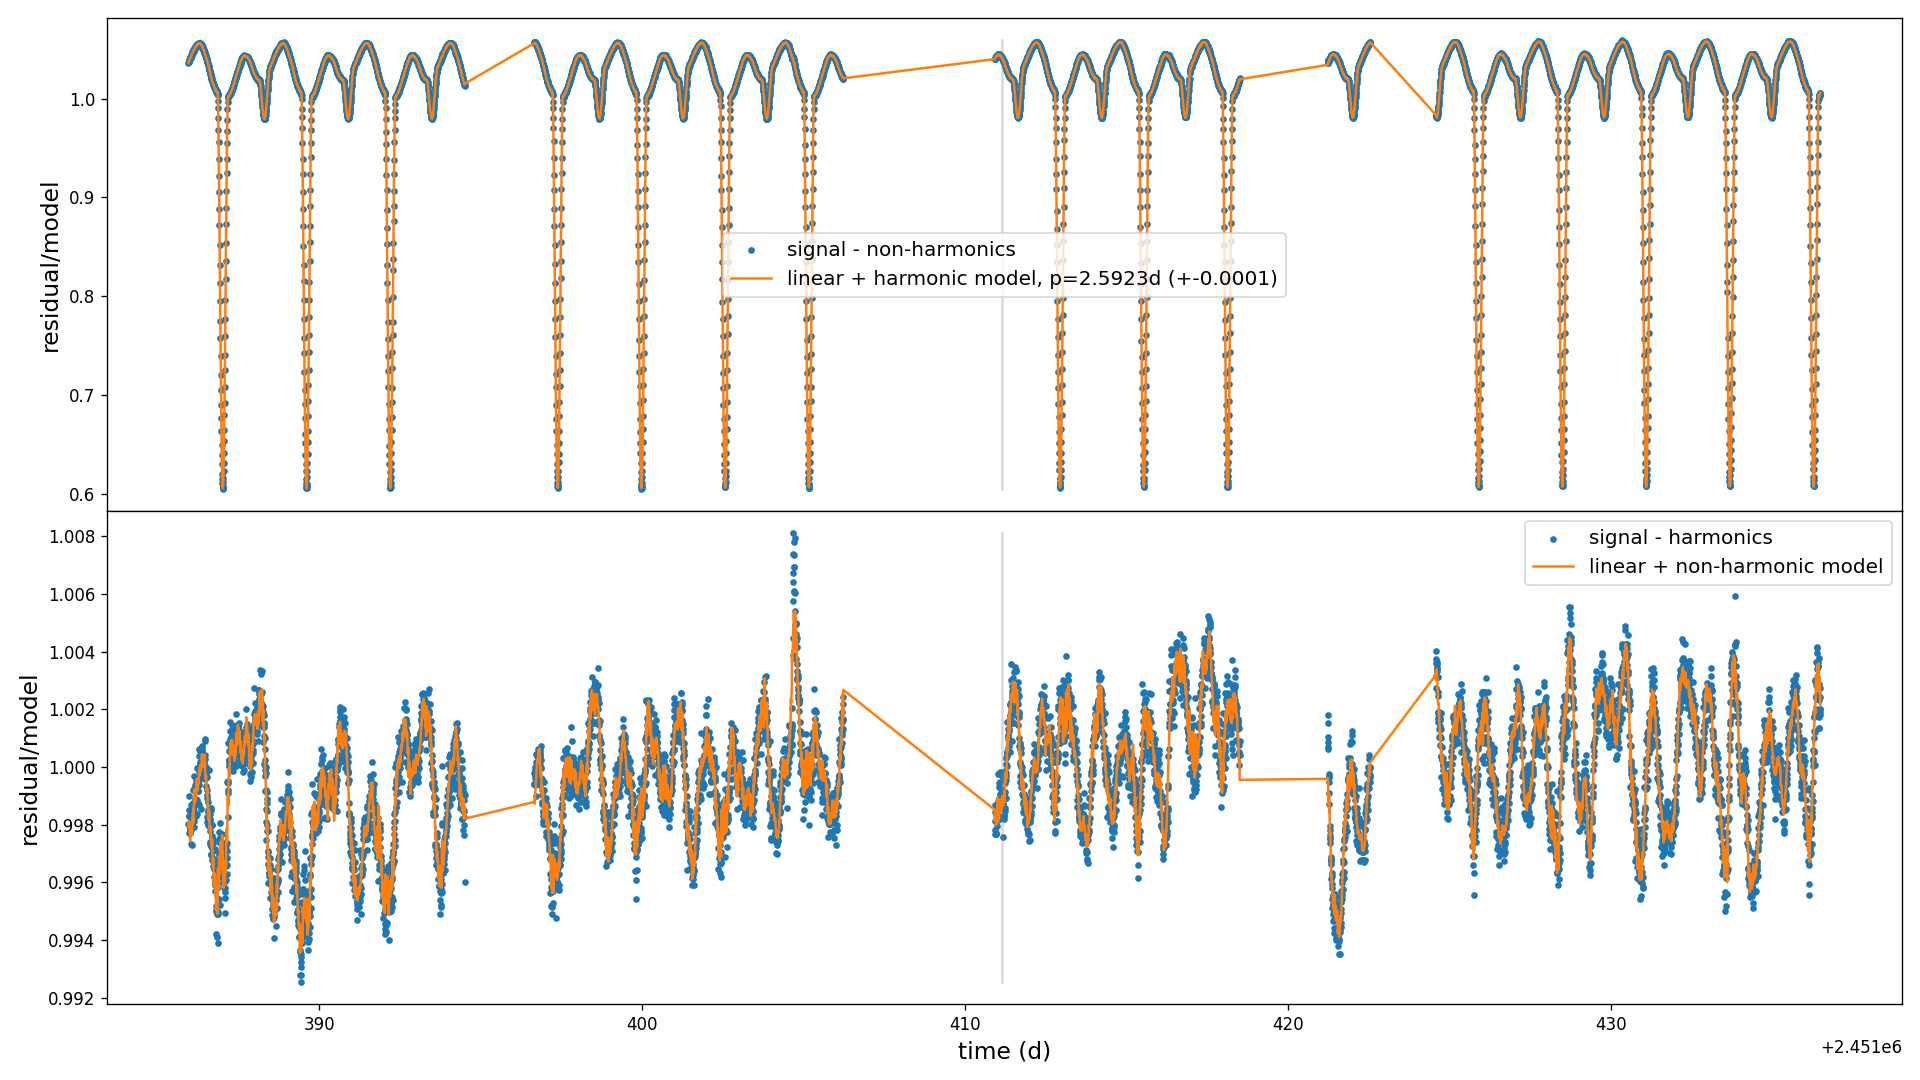 residual/model
1.0
0.9
0.8
0.7
0.6
signal - non-harmonics
linear + harmonic model, p=2.5923d (+-0.0001)
residual/model
1.008
1.006
1.004
1.002
1.000
0.998
0.996
0.994
0.992
signal - harmonics
linear + non-harmonic model
390
400
410
420
430
time (d)
+2.451e6